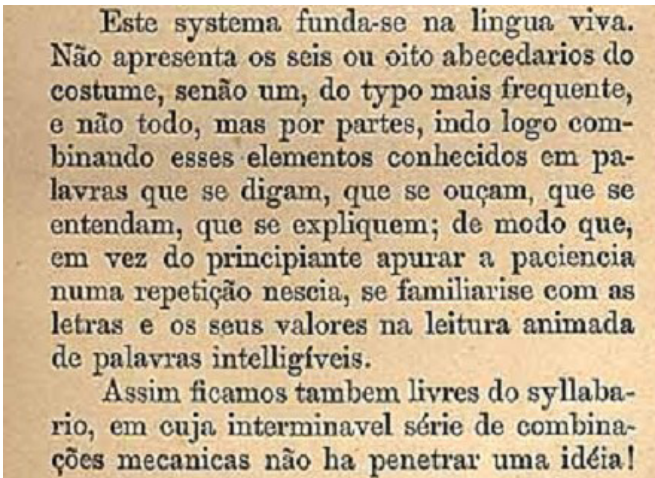 Este systema funda-se na lingua viva.
Não apresenta os seis ou oito abecedarios do
costume, senão um, do typo mais frequente,
e não todo, mas por partes, indo logo com-
binando esses elementos conhecidos em pa-
lavras que se digam, que se ouçam, que se
entendam, que se expliquem; de modo que,
em vez do principiante apurar a paciencia
numa repetição nescia, se familiarise com as
letras e os seus valores na leitura animada
de palavras intelligíveis.
Assim ficamos tambem livres do syllaba-
rio, em cuja interminavel série de combina-
ções mecanicas não ha penetrar uma idéia!